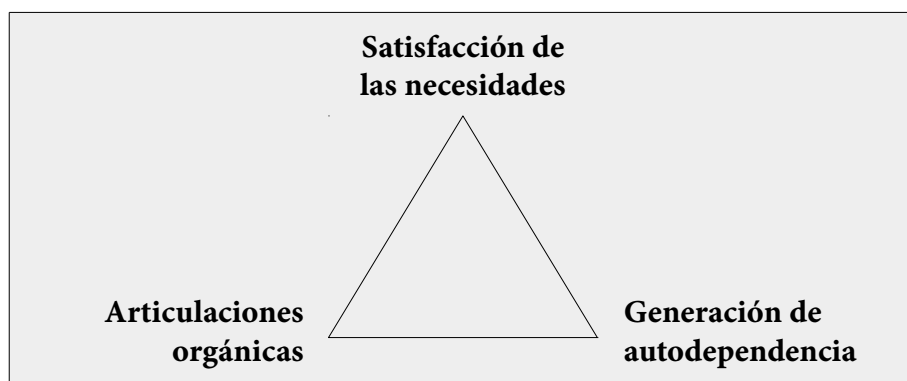 Satisfacción de
las necesidades
Articulaciones
orgánicas
Generación de
autodependencia